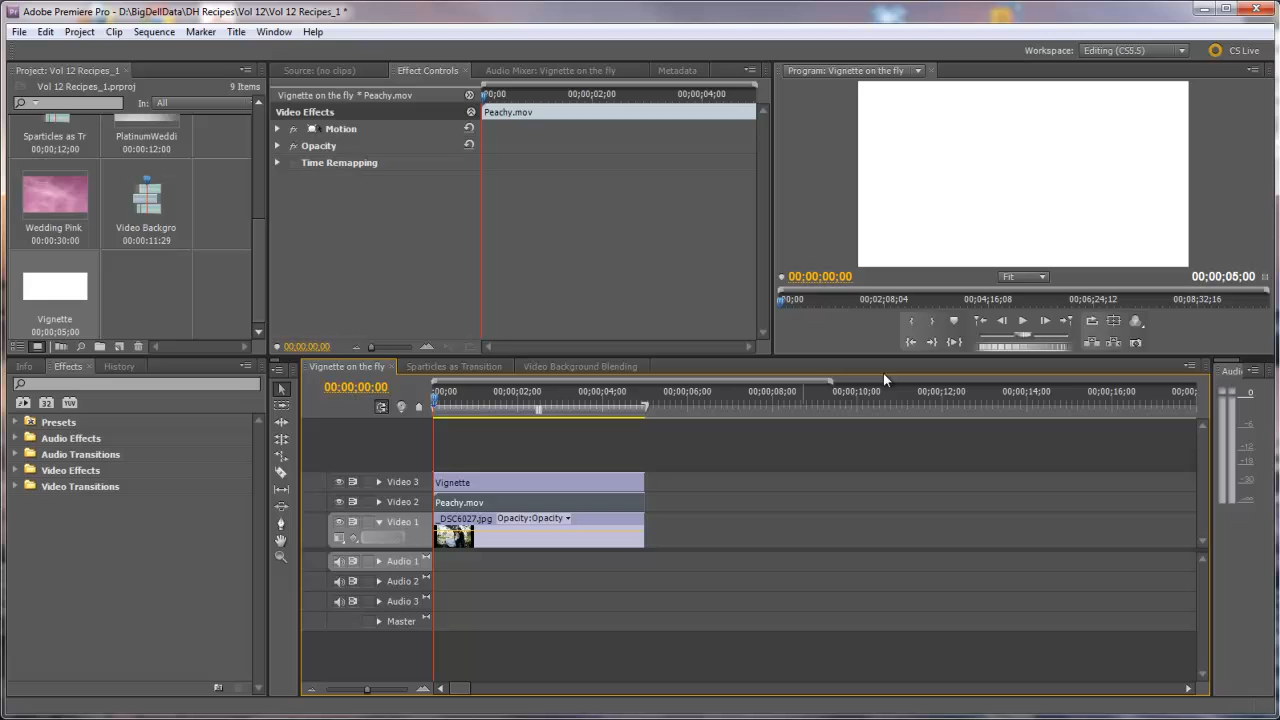 Adobe Premiere Pro - D:\BigDellData\DH Recipes\Vol 12\Vol 12 Recipes_1 *
File Edit Project Clip Sequence Marker Title Window Help
Workspace: Editing (CS5.5) CS Live
Project: Vol 12 Recipes_1
Vol 12 Recipes_1.prproj 9 Items
In: All
Sparticles as Tr PlatinumWeddi
00;00;12;00 00:00:12:00
Wedding Pink Video Backgro
00:00:30:00 00:00:11:29
Vignette
00;00;05;00
Source: (no clips) Effect Controls Audio Mixer: Vignette on the fly Metadata
Vignette on the fly * Peachy.mov
00:00 00:00:02:00 00:00:04:00
Video Effects Peachy.mov
fx Motion
fx Opacity
Time Remapping
00:00:00:00
Program: Vignette on the fly
00;00;00;00 Fit 00;00;05;00
00;00 00;02;08;04 00;04;16;08 00;06;24;12 00;08;32;16
Info Effects History
32 YUV
Presets
Audio Effects
Audio Transitions
Video Effects
Video Transitions
Vignette on the fly Sparticles as Transition Video Background Blending
00:00:00:00
00:00 00:00:02:00 00:00:04:00 00:00:06:00 00:00:08:00 00:00:10:00 00:00:12:00 00:00:14:00 00:00:16:00 00:
Video 3 Vignette
Video 2 Peachy.mov
Video 1 _DSC6027.jpg Opacity:Opacity
Audio 1
Audio 2
Audio 3
Master
Audio
0
-6
-12
-18
-30